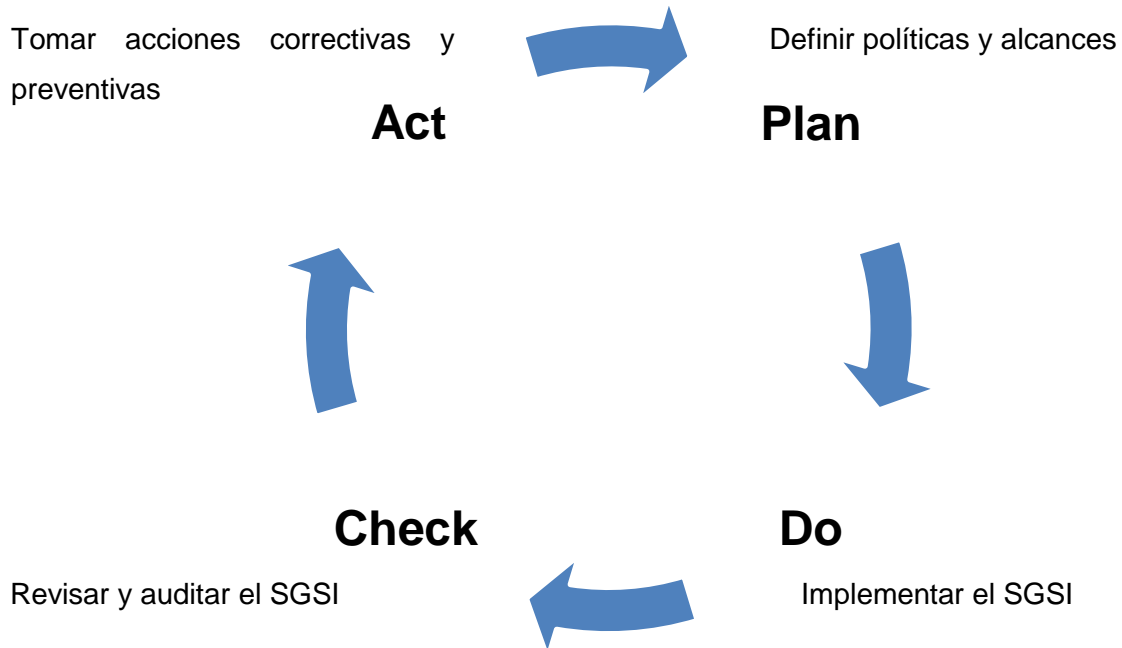 Tomar acciones correctivas y
preventivas
Definir políticas y alcances
Act
Plan
Check
Do
Revisar y auditar el SGSI
Implementar el SGSI